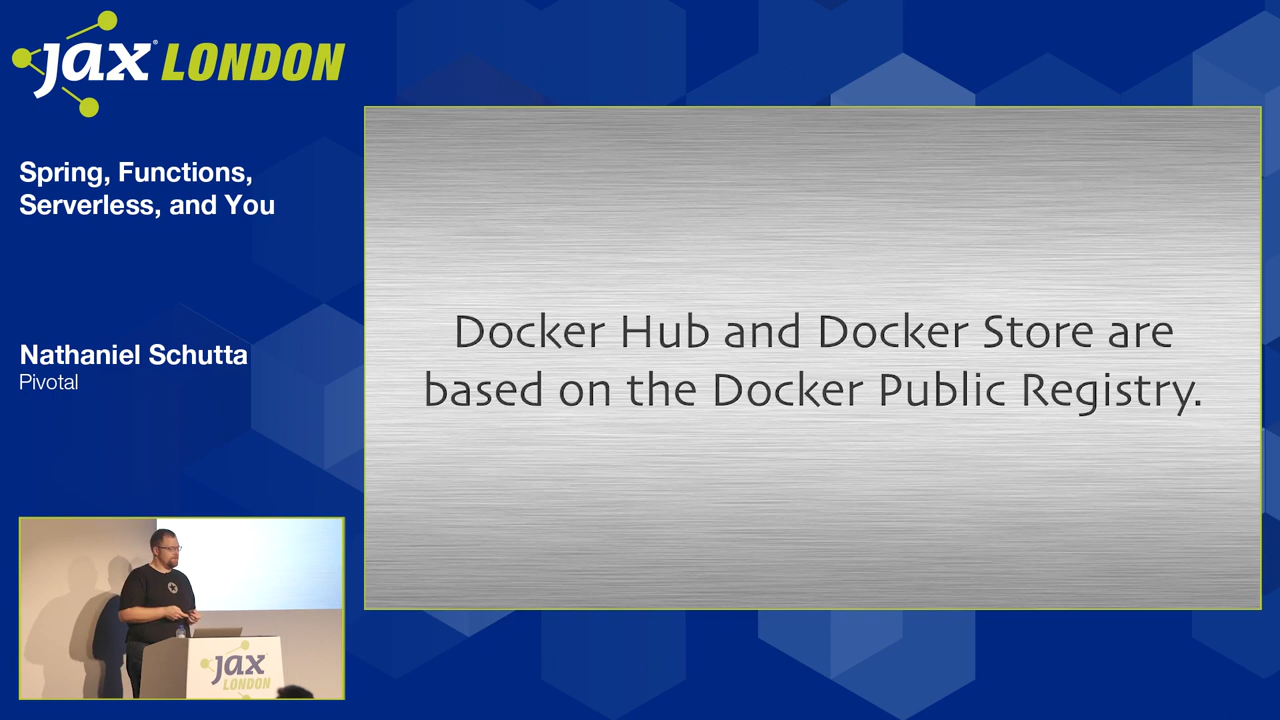 jax® LONDON
Spring, Functions,
Serverless, and You
Nathaniel Schutta
Pivotal
Docker Hub and Docker Store are
based on the Docker Public Registry.
jax
LONDON